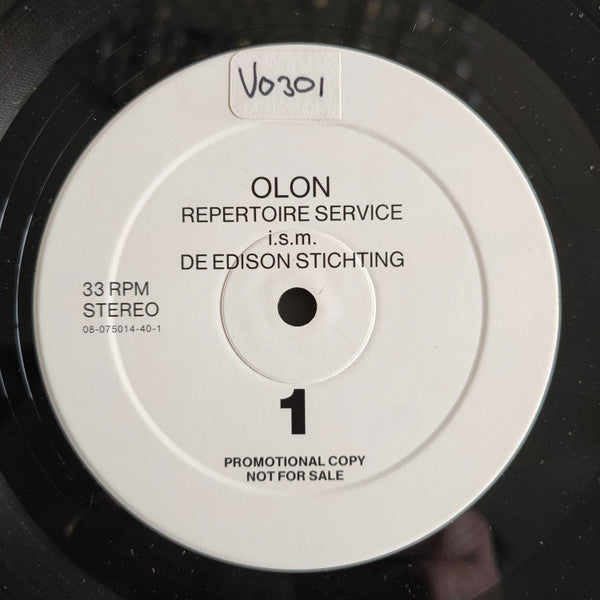 V0301
OLON
REPERTOIRE SERVICE
i.s.m.
DE EDISON STICHTING
33 RPM
STEREO
08-075014-40-1
1
PROMOTIONAL COPY
NOT FOR SALE